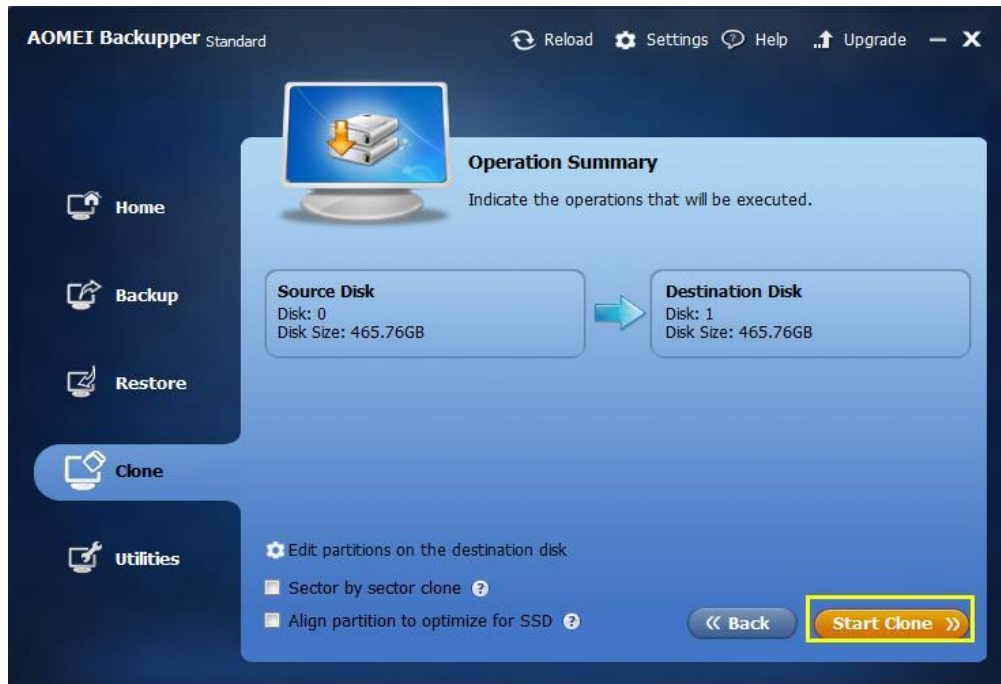 AOMEI Backupper Standard
Reload Settings Help Upgrade
Operation Summary
Indicate the operations that will be executed.
Home
Backup
Restore
Clone
Utilities
Source Disk
Disk: 0
Disk Size: 465.76GB
Destination Disk
Disk: 1
Disk Size: 465.76GB
Edit partitions on the destination disk
Sector by sector clone ?
Align partition to optimize for SSD ?
« Back
Start Clone »